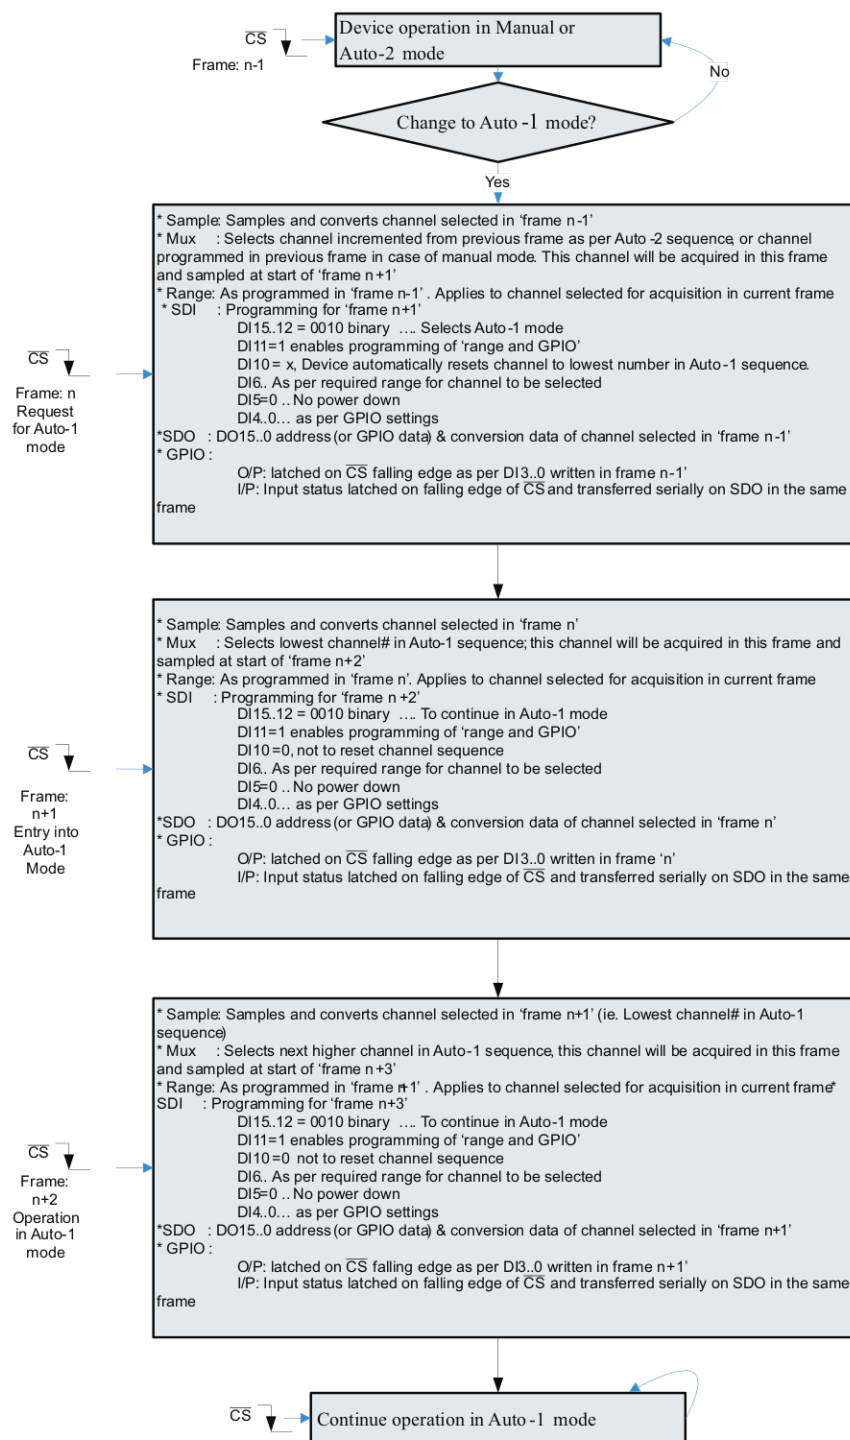 Device operation in Manual or
Auto-2 mode
CS
Frame: n-1
No
Change to Auto -1 mode?
Yes
* Sample: Samples and converts channel selected in ‘frame n-1’
* Mux : Selects channel incremented from previous frame as per Auto -2 sequence, or channel
programmed in previous frame in case of manual mode. This channel will be acquired in this frame
and sampled at start of ‘frame n+1’
* Range: As programmed in ‘frame n-1’ . Applies to channel selected for acquisition in current frame
* SDI : Programming for ‘frame n+1’
DI15..12 = 0010 binary .... Selects Auto-1 mode
DI11=1 enables programming of ‘range and GPIO’
DI10 = x, Device automatically resets channel to lowest number in Auto-1 sequence.
DI6.. As per required range for channel to be selected
DI5=0 .. No power down
DI4..0… as per GPIO settings
*SDO : DO15..0 address (or GPIO data) & conversion data of channel selected in ‘frame n-1’
* GPIO :
O/P: latched on CS falling edge as per DI3..0 written in frame n-1’
I/P: Input status latched on falling edge of CS and transferred serially on SDO in the same
frame
CS
Frame: n
Request
for Auto-1
mode
* Sample: Samples and converts channel selected in ‘frame n’
* Mux : Selects lowest channel# in Auto-1 sequence; this channel will be acquired in this frame and
sampled at start of ‘frame n+2’
* Range: As programmed in ‘frame n’. Applies to channel selected for acquisition in current frame
* SDI : Programming for ‘frame n +2’
DI15..12 = 0010 binary .... To continue in Auto-1 mode
DI11=1 enables programming of ‘range and GPIO’
DI10 =0, not to reset channel sequence
DI6.. As per required range for channel to be selected
DI5=0 .. No power down
DI4..0… as per GPIO settings
*SDO : DO15..0 address (or GPIO data) & conversion data of channel selected in ‘frame n’
* GPIO :
O/P: latched on CS falling edge as per DI3..0 written in frame ‘n’
I/P: Input status latched on falling edge of CS and transferred serially on SDO in the same
frame
CS
Frame:
n+1
Entry into
Auto-1
Mode
* Sample: Samples and converts channel selected in ‘frame n+1’ (ie. Lowest channel# in Auto-1
sequence)
* Mux : Selects next higher channel in Auto-1 sequence, this channel will be acquired in this frame
and sampled at start of ‘frame n+3’
* Range: As programmed in ‘frame n+1’ . Applies to channel selected for acquisition in current frame*
SDI : Programming for ‘frame n+3’
DI15..12 = 0010 binary .... To continue in Auto-1 mode
DI11=1 enables programming of ‘range and GPIO’
DI10 =0 not to reset channel sequence
DI6.. As per required range for channel to be selected
DI5=0 .. No power down
DI4..0… as per GPIO settings
*SDO : DO15..0 address (or GPIO data) & conversion data of channel selected in ‘frame n+1’
* GPIO :
O/P: latched on CS falling edge as per DI3..0 written in frame n+1’
I/P: Input status latched on falling edge of CS and transferred serially on SDO in the same
frame
CS
Frame:
n+2
Operation
in Auto-1
mode
CS
Continue operation in Auto -1 mode